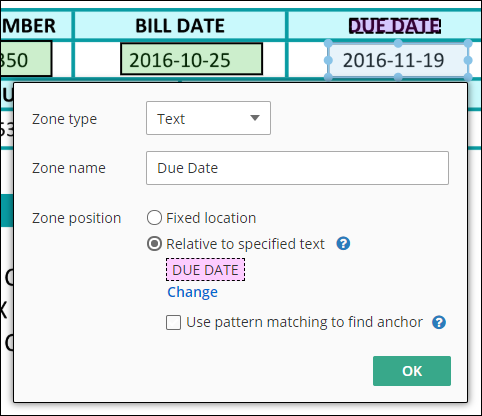 MBER BILL DATE DUE DATE
350 2016-10-25 2016-11-19
Zone type Text
Zone name Due Date
Zone position Fixed location
Relative to specified text ?
DUE DATE
Change
Use pattern matching to find anchor ?
OK